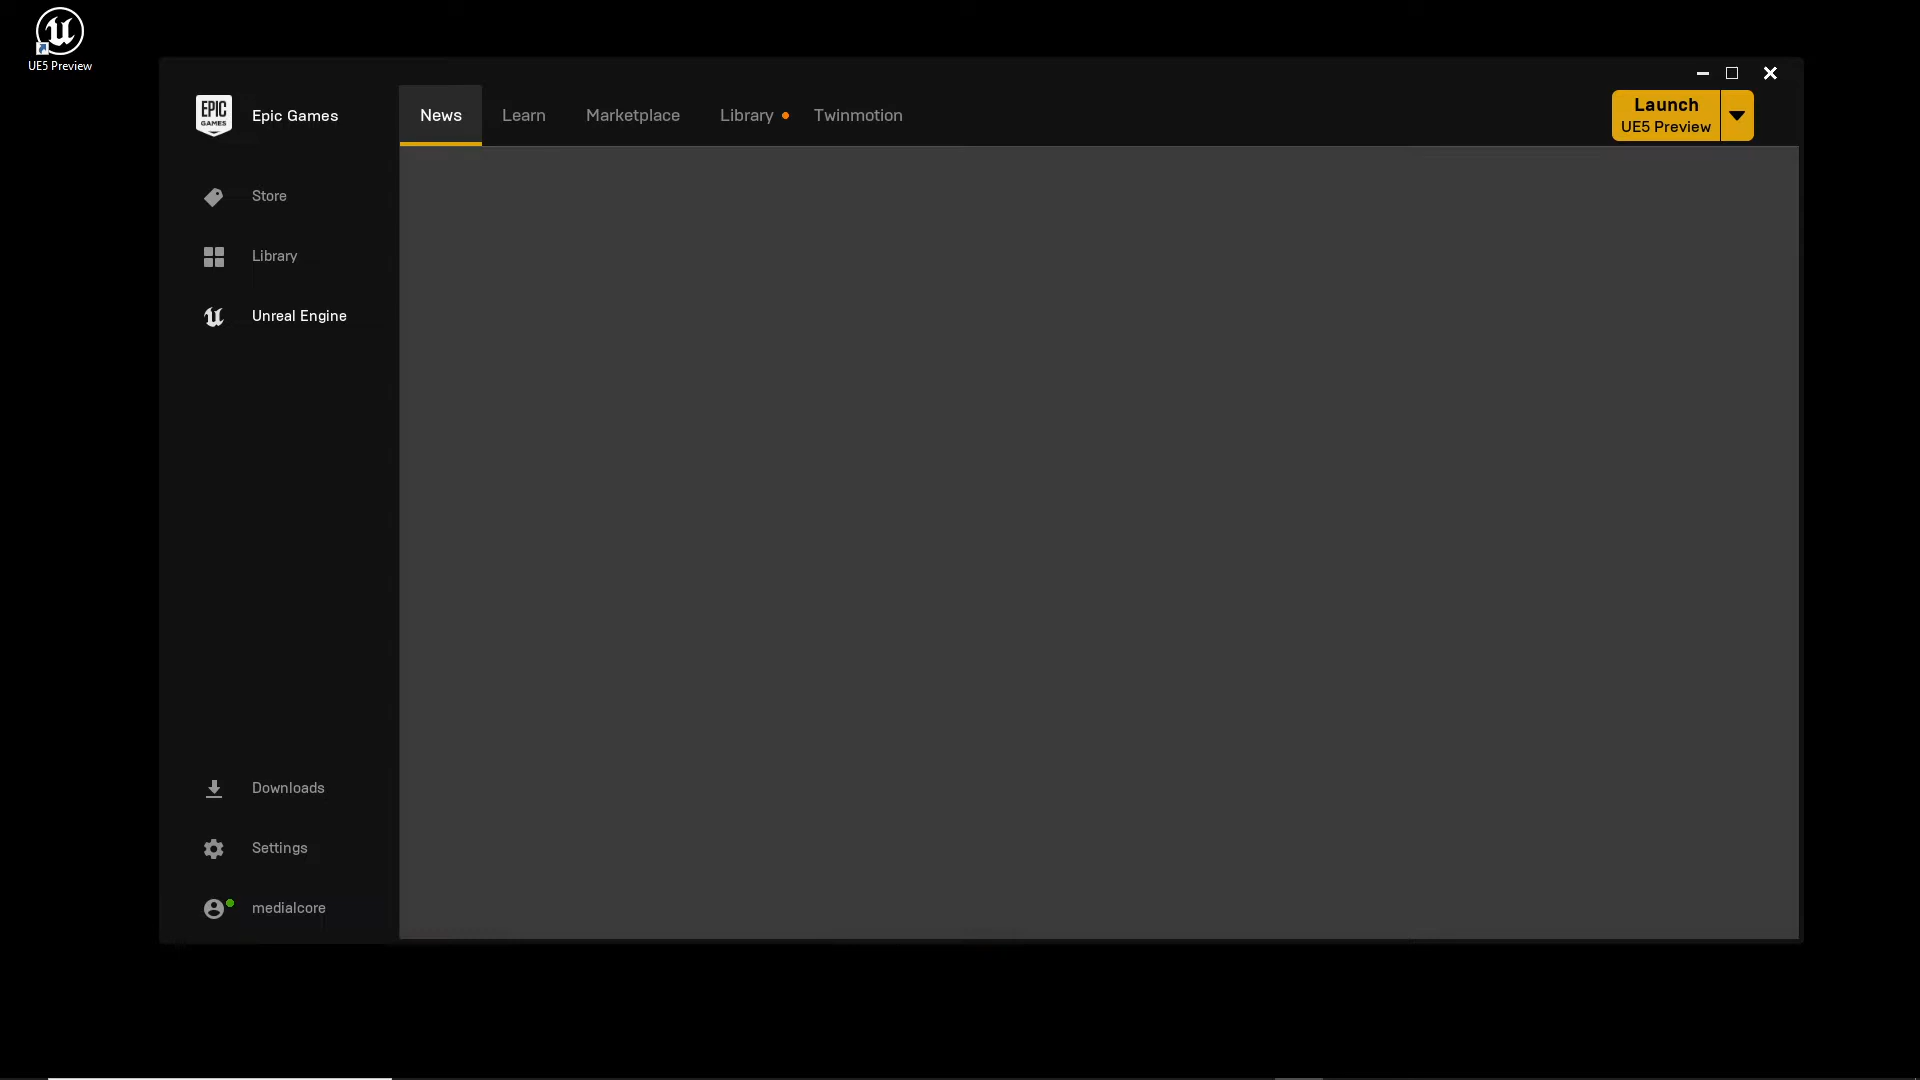 UE5 Preview
EPIC
GAMES
Epic Games
News
Learn
Marketplace
Library
Twinmotion
Launch
UE5 Preview
Store
Library
Unreal Engine
Downloads
Settings
medialcore